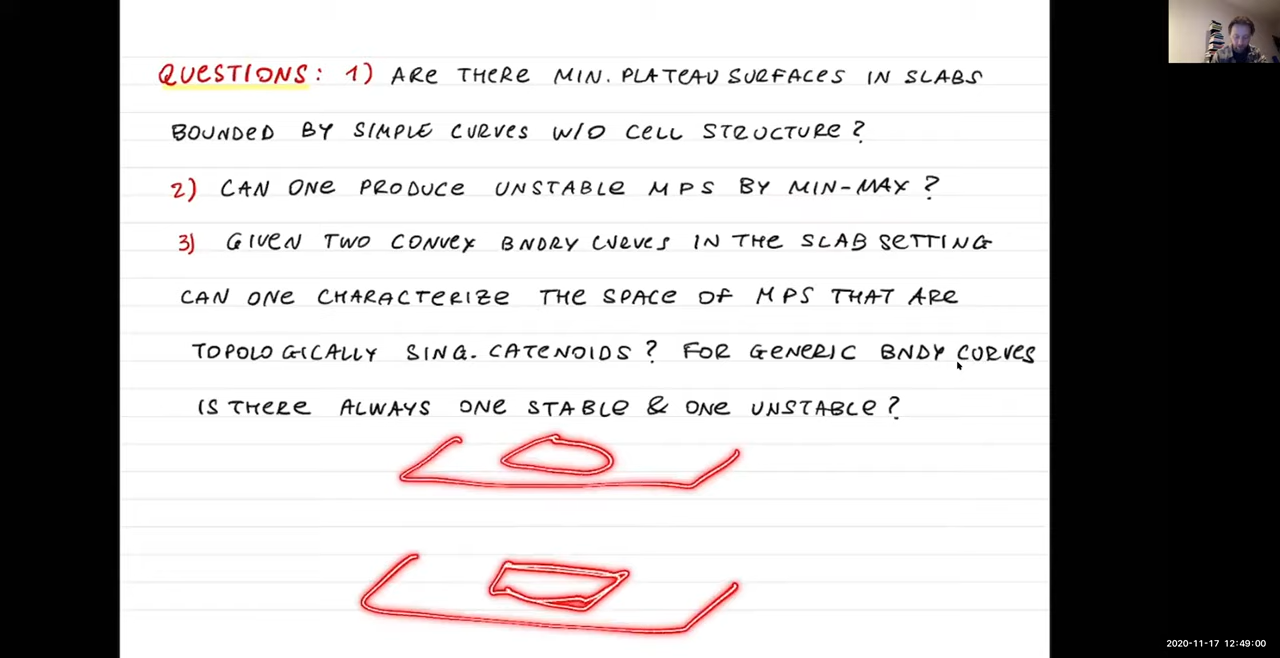 QUESTIONS: 1) ARE THERE MIN. PLATEAU SURFACES IN SLABS
BOUNDED BY SIMPLE CURVES W/O CELL STRUCTURE?
2) CAN ONE PRODUCE UNSTABLE MPS BY MIN-MAX?
3) GIVEN TWO CONVEX BNDRY CURVES IN THE SLAB SETTING
CAN ONE CHARACTERIZE THE SPACE OF MPS THAT ARE
TOPOLOGICALLY SING. CATENOIDS? FOR GENERIC BNDY CURVES
IS THERE ALWAYS ONE STABLE & ONE UNSTABLE?
2020-11-17 12:49:00